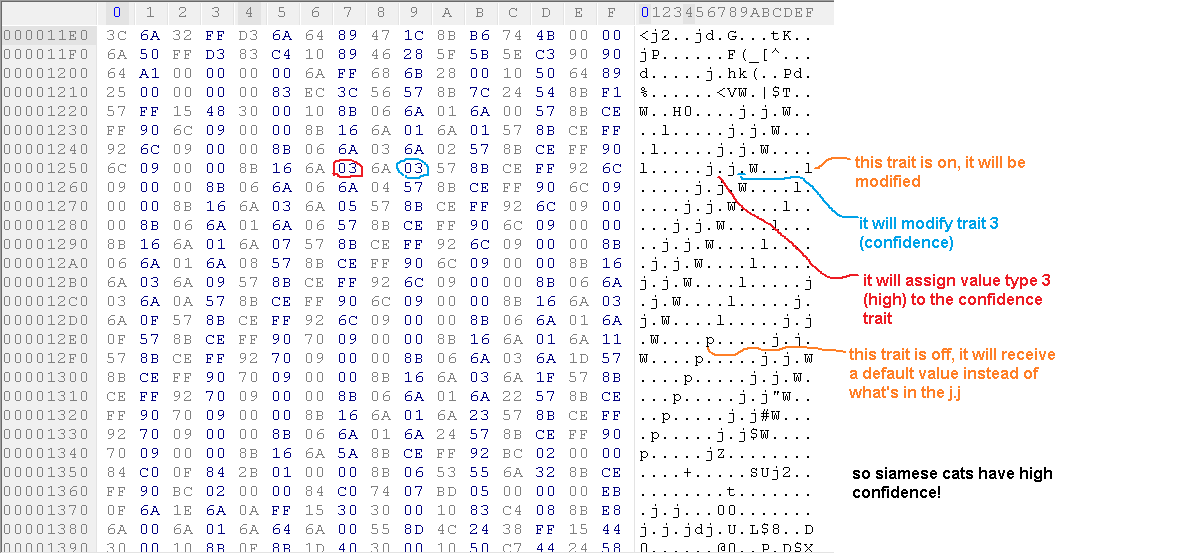 0 1 2 3 4 5 6 7 8 9 A B C D E F 0123456789ABCDEF
000011E0 3C 6A 32 FF D3 6A 64 89 47 1C 8B B6 74 4B 00 00 <j2..jd.G...tK..
000011F0 6A 50 FF D3 83 C4 10 89 46 28 5F 5B 5E C3 90 90 jP......F(_[^...
00001200 64 A1 00 00 00 00 6A FF 68 6B 28 00 10 50 64 89 d.....j.hk(..Pd.
00001210 25 00 00 00 00 83 EC 3C 56 57 8B 7C 24 54 8B F1 %......<VW.|$T..
00001220 57 FF 15 48 30 00 10 8B 06 6A 01 6A 00 57 8B CE W..H0....j.j.W..
00001230 FF 90 6C 09 00 00 8B 16 6A 01 6A 01 57 8B CE FF ..l.....j.j.W...
00001240 92 6C 09 00 00 8B 06 6A 03 6A 02 57 8B CE FF 90 .l.....j.j.W....
00001250 6C 09 00 00 8B 16 6A 03 6A 03 57 8B CE FF 92 6C l.....j.j.W....l
00001260 09 00 00 8B 06 6A 06 6A 04 57 8B CE FF 90 6C 09 .....j.j.W....l.
00001270 00 00 8B 16 6A 03 6A 05 57 8B CE FF 92 6C 09 00 ....j.j.W....l..
00001280 00 8B 06 6A 01 6A 06 57 8B CE FF 90 6C 09 00 00 ...j.j.W....l...
00001290 8B 16 6A 01 6A 07 57 8B CE FF 92 6C 09 00 00 8B ..j.j.W....l....
000012A0 06 6A 01 6A 08 57 8B CE FF 90 6C 09 00 00 8B 16 .j.j.W....l.....
000012B0 6A 03 6A 09 57 8B CE FF 92 6C 09 00 00 8B 06 6A j.j.W....l.....j
000012C0 03 6A 0A 57 8B CE FF 90 6C 09 00 00 8B 16 6A 03 .j.W....l.....j.
000012D0 6A 0F 57 8B CE FF 92 6C 09 00 00 8B 06 6A 01 6A j.W....l.....j.j
000012E0 0F 57 8B CE FF 90 70 09 00 00 8B 16 6A 01 6A 11 .W....p.....j.j.
000012F0 57 8B CE FF 92 70 09 00 00 8B 06 6A 03 6A 1D 57 W....p.....j.j.W
00001300 8B CE FF 90 70 09 00 00 8B 16 6A 03 6A 1F 57 8B ....p.....j.j.W.
00001310 CE FF 92 70 09 00 00 8B 06 6A 01 6A 22 57 8B CE ...p.....j.j"W..
00001320 FF 90 70 09 00 00 8B 16 6A 01 6A 23 57 8B CE FF ..p.....j.j#W...
00001330 92 70 09 00 00 8B 06 6A 01 6A 24 57 8B CE FF 90 .p.....j.j$W....
00001340 70 09 00 00 8B 16 6A 5A 8B CE FF 92 BC 02 00 00 p.....jZ........
00001350 84 C0 0F 84 2B 01 00 00 8B 06 53 55 6A 32 8B CE ....+.....SUj2..
00001360 FF 90 BC 02 00 00 84 C0 74 07 BD 05 00 00 00 EB ........t.......
00001370 0F 6A 1E 6A 0A FF 15 30 30 00 10 83 C4 08 8B E8 .j.j...00.......
00001380 6A 00 6A 01 6A 64 6A 00 55 8D 4C 24 38 FF 15 44 j.j.jdj.U.L$8..D
00001390 30 00 10 8B 0F 8B 1D 40 30 00 10 50 C7 44 24 58 0......@0..P.D$X
this trait is on, it will be
modified
it will modify trait 3
(confidence)
it will assign value type 3
(high) to the confidence
trait
this trait is off, it will receive
a default value instead of
what's in the j.j
so siamese cats have high
confidence!